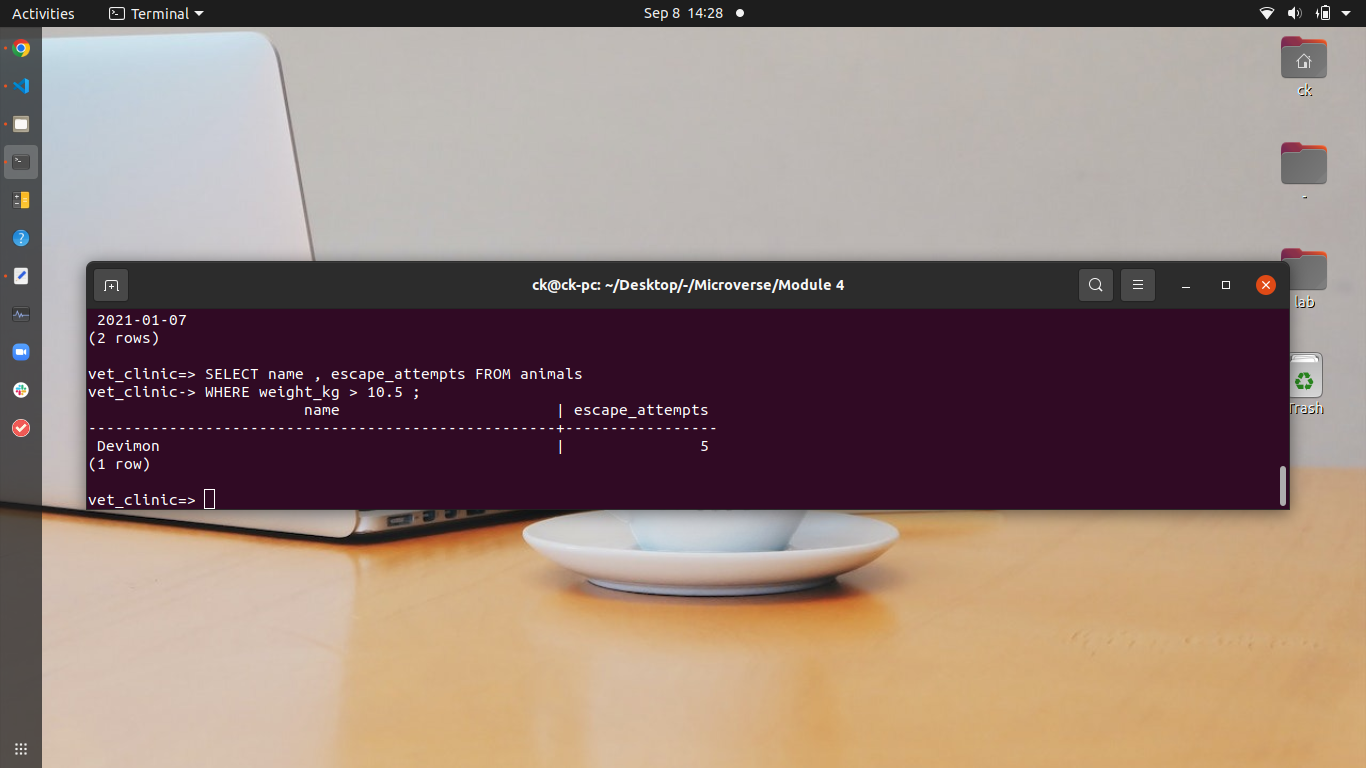 Activities
Terminal
Sep 8 14:28
ck
-
lab
Trash
ck@ck-pc: ~/Desktop/-/Microverse/Module 4
 2021-01-07
(2 rows)
vet_clinic=> SELECT name , escape_attempts FROM animals
vet_clinic-> WHERE weight_kg > 10.5 ;
                        name                        | escape_attempts
----------------------------------------------------+-----------------
 Devimon                                            |               5
(1 row)
vet_clinic=>